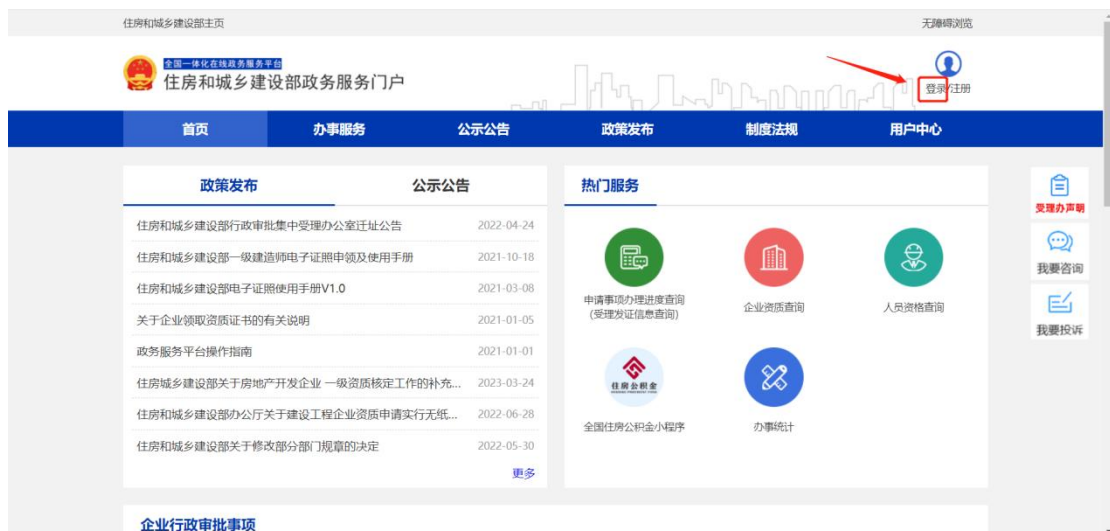 住房和城乡建设部主页
无障碍浏览
全国一体化在线政务服务平台
住房和城乡建设部政务服务门户
登录/注册
首页 办事服务 公示公告 政策发布 制度法规 用户中心
政策发布 公示公告
住房和城乡建设部行政审批集中受理办公室迁址公告 2022-04-24
住房和城乡建设部一级建造师电子证照申领及使用手册 2021-10-18
住房和城乡建设部电子证照使用手册V1.0 2021-03-08
关于企业领取资质证书的有关说明 2021-01-05
政务服务平台操作指南 2021-01-01
住房城乡建设部关于房地产开发企业 一级资质核定工作的补充... 2023-03-24
住房和城乡建设部办公厅关于建设工程企业资质申请实行无纸... 2022-06-28
住房和城乡建设部关于修改部分部门规章的决定 2022-05-30
更多
热门服务
申请事项办理进度查询
(受理发证信息查询)
企业资质查询
人员资格查询
住房公积金
全国住房公积金小程序
办事统计
受理办声明
我要咨询
我要投诉
企业行政审批事项